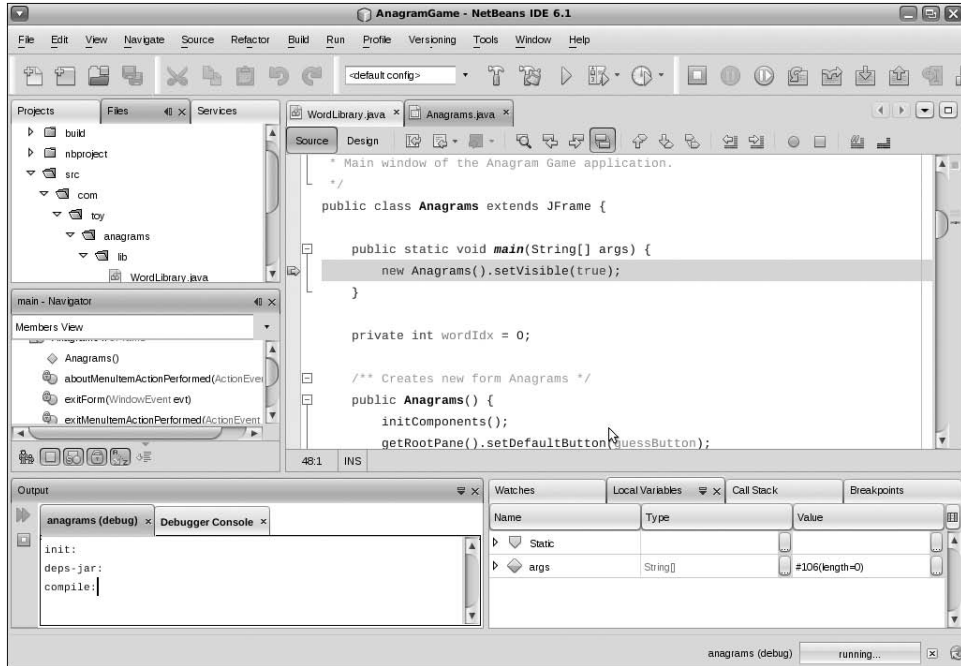 AnagramGame - NetBeans IDE 6.1
File Edit View Navigate Source Refactor Build Run Profile Versioning Tools Window Help
<default config>
Projects Files Services
build
nbproject
src
com
toy
anagrams
lib
WordLibrary.java
main - Navigator
Members View
Anagrams()
aboutMenuItemActionPerformed(ActionEve
exitForm(WindowEvent evt)
exitMenuItemActionPerformed(ActionEvent
WordLibrary.java Anagrams.java
Source Design
* Main window of the Anagram Game application.
*/
public class Anagrams extends JFrame {
public static void main(String[] args) {
new Anagrams().setVisible(true);
}
private int wordIdx = 0;
/** Creates new form Anagrams */
public Anagrams() {
initComponents();
getRootPane().setDefaultButton(guessButton);
48:1 INS
Output
anagrams (debug) Debugger Console
init:
deps-jar:
compile:
Watches Local Variables Call Stack Breakpoints
Name Type Value
Static
args String[] #106(length=0)
anagrams (debug) running...